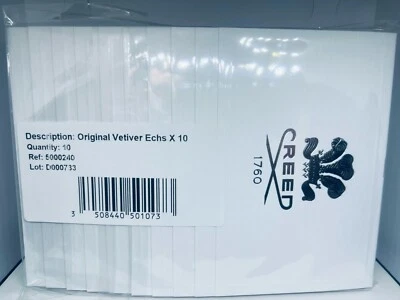 Description: Original Vetiver Echs X 10
Quantity: 10
Ref: 5000240
Lot: D000733
3 508440 501073
CREED
1760